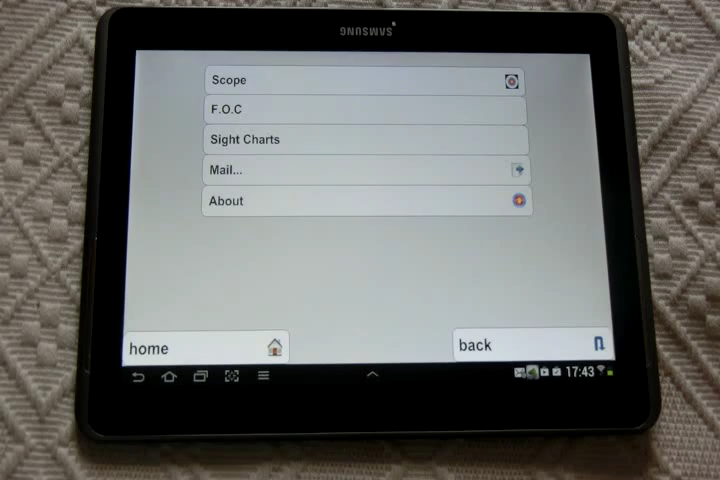 SAMSUNG
Scope
F.O.C
Sight Charts
Mail...
About
home
back
17:43